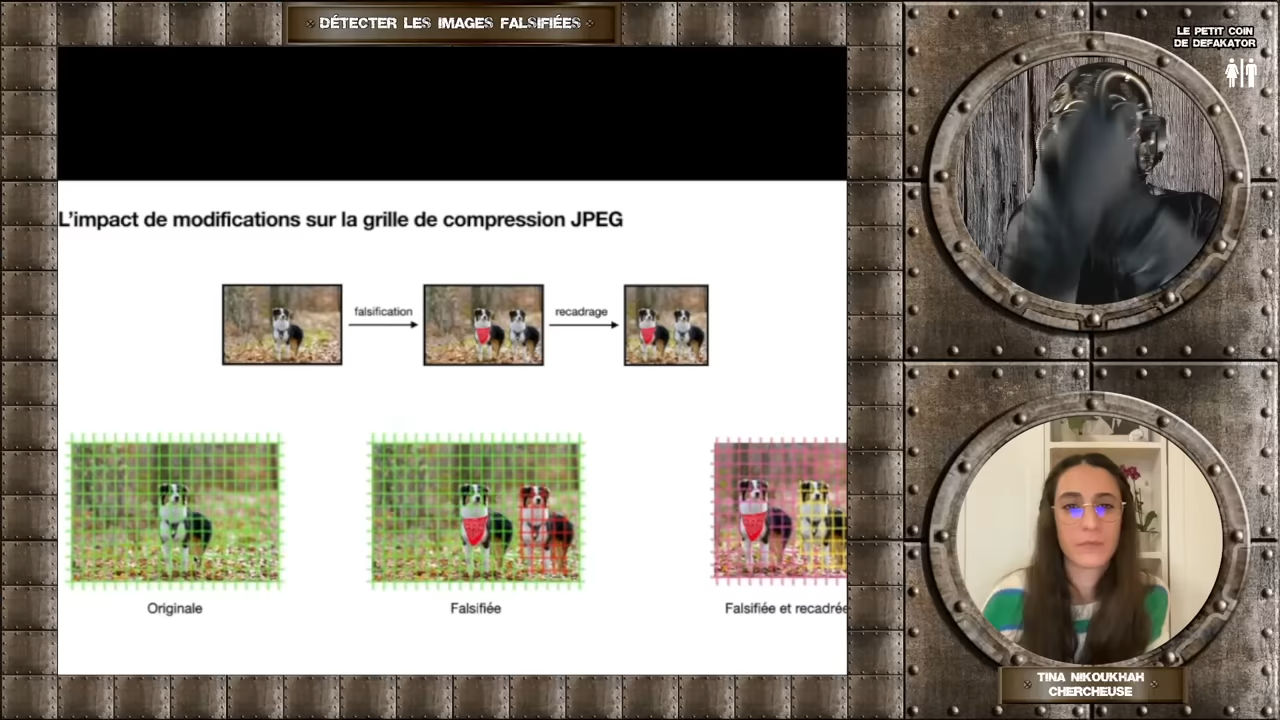 DÉTECTER LES IMAGES FALSIFIÉES
LE PETIT COIN
DE DEFAKATOR
L'impact de modifications sur la grille de compression JPEG
falsification
recadrage
Originale
Falsifiée
Falsifiée et recadrée
TINA NIKOUKHAH
CHERCHEUSE